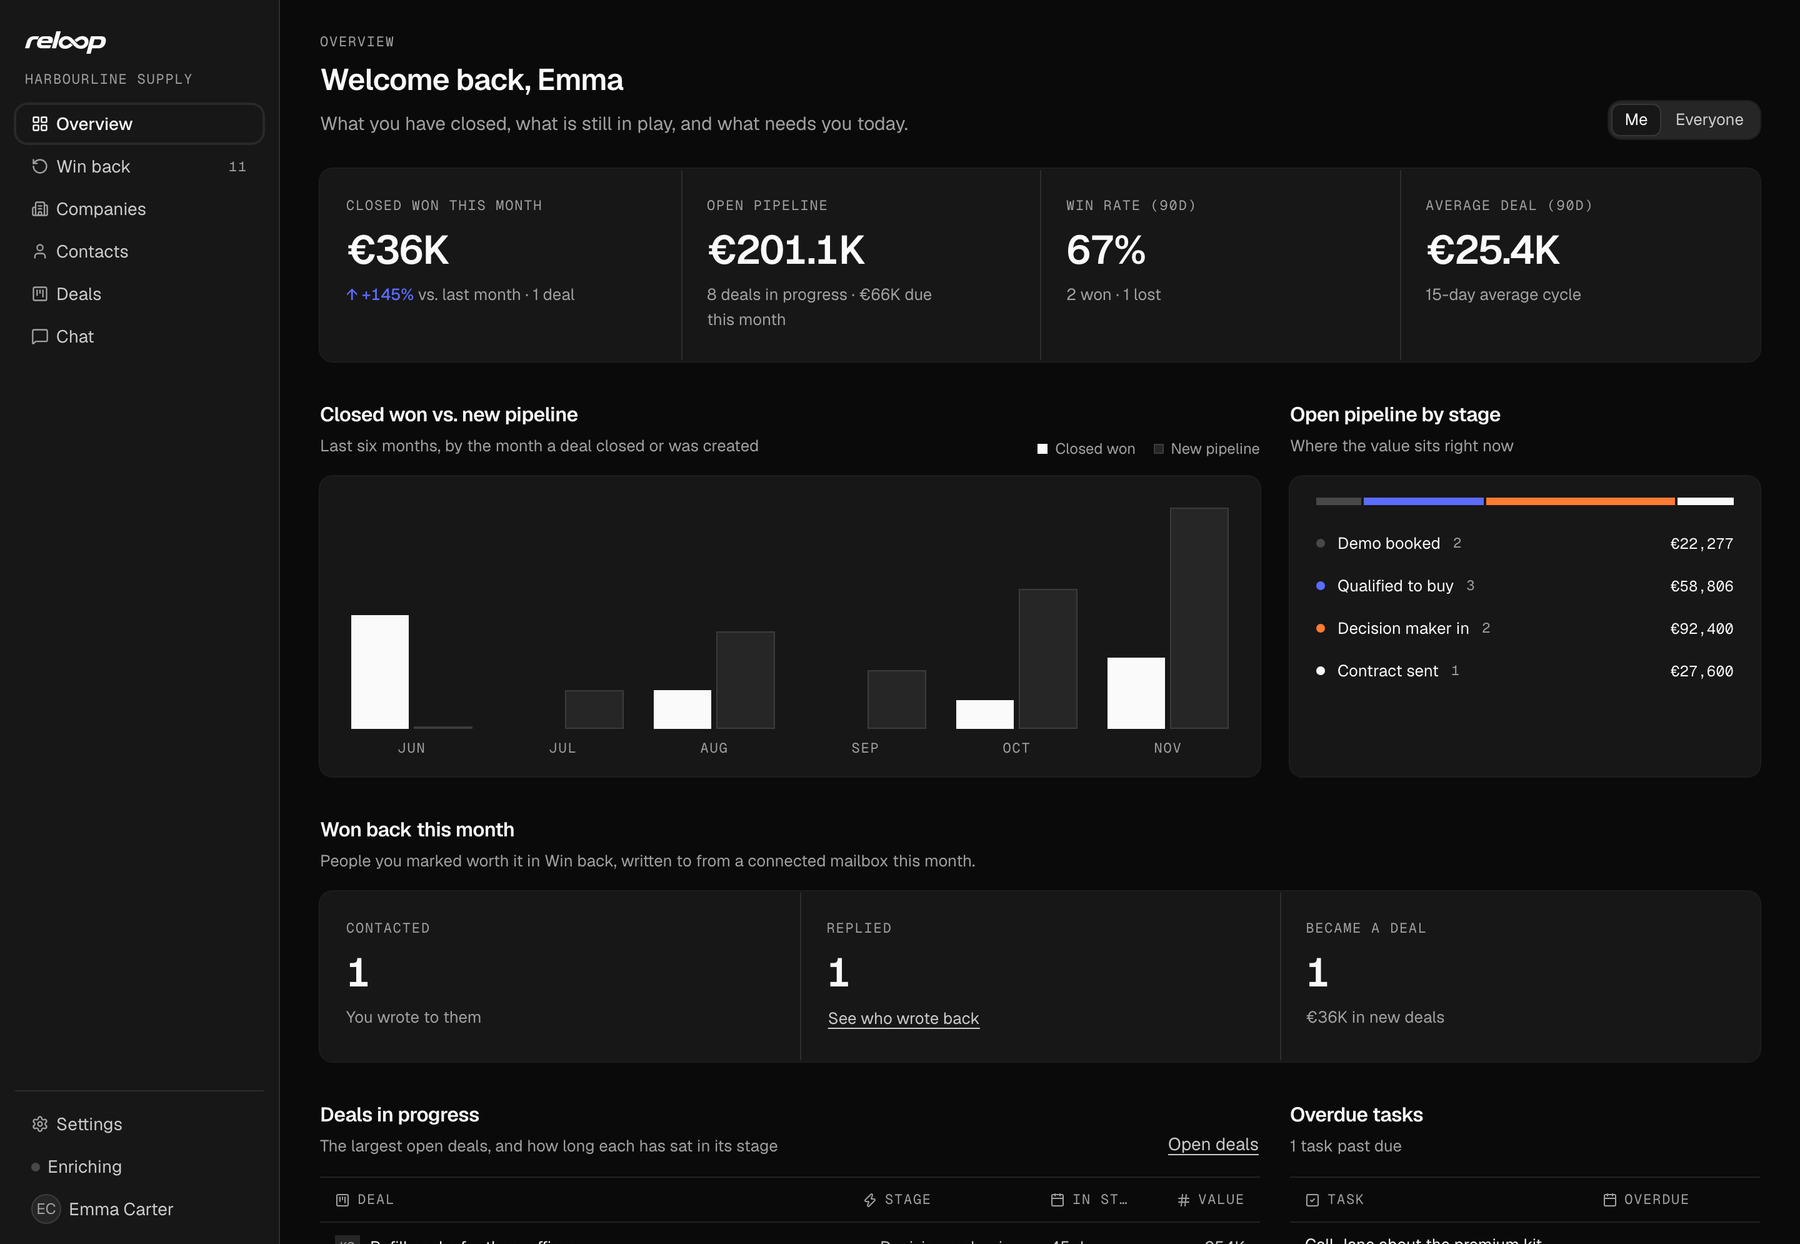 reloop
HARBOURLINE SUPPLY
Overview
Win back 11
Companies
Contacts
Deals
Chat
Settings
Enriching
EC Emma Carter
OVERVIEW
Welcome back, Emma
What you have closed, what is still in play, and what needs you today.
Me Everyone
CLOSED WON THIS MONTH
€36K
↑ +145% vs. last month · 1 deal
OPEN PIPELINE
€201.1K
8 deals in progress · €66K due
this month
WIN RATE (90D)
67%
2 won · 1 lost
AVERAGE DEAL (90D)
€25.4K
15-day average cycle
Closed won vs. new pipeline
Last six months, by the month a deal closed or was created
Closed won New pipeline
JUN JUL AUG SEP OCT NOV
Open pipeline by stage
Where the value sits right now
Demo booked 2 €22,277
Qualified to buy 3 €58,806
Decision maker in 2 €92,400
Contract sent 1 €27,600
Won back this month
People you marked worth it in Win back, written to from a connected mailbox this month.
CONTACTED
1
You wrote to them
REPLIED
1
See who wrote back
BECAME A DEAL
1
€36K in new deals
Deals in progress
The largest open deals, and how long each has sat in its stage
Open deals
DEAL STAGE IN ST… VALUE
Overdue tasks
1 task past due
TASK OVERDUE